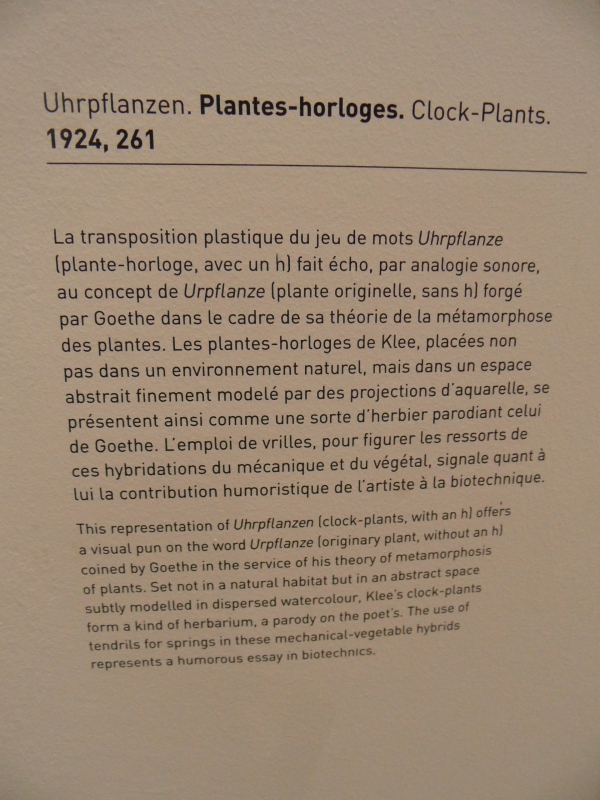 Uhrpflanzen. Plantes-horloges. Clock-Plants.
1924, 261
La transposition plastique du jeu de mots Uhrpflanze
(plante-horloge, avec un h) fait écho, par analogie sonore,
au concept de Urpflanze (plante originelle, sans h) forgé
par Goethe dans le cadre de sa théorie de la métamorphose
des plantes. Les plantes-horloges de Klee, placées non
pas dans un environnement naturel, mais dans un espace
abstrait finement modelé par des projections d'aquarelle, se
présentent ainsi comme une sorte d'herbier parodiant celui
de Goethe. L'emploi de vrilles, pour figurer les ressorts de
ces hybridations du mécanique et du végétal, signale quant à
lui la contribution humoristique de l'artiste à la biotechnique.
This representation of Uhrpflanzen (clock-plants, with an h) offers
a visual pun on the word Urpflanze (originary plant, without an h)
coined by Goethe in the service of his theory of metamorphosis
of plants. Set not in a natural habitat but in an abstract space
subtly modelled in dispersed watercolour, Klee's clock-plants
form a kind of herbarium, a parody on the poet's. The use of
tendrils for springs in these mechanical-vegetable hybrids
represents a humorous essay in biotechnics.